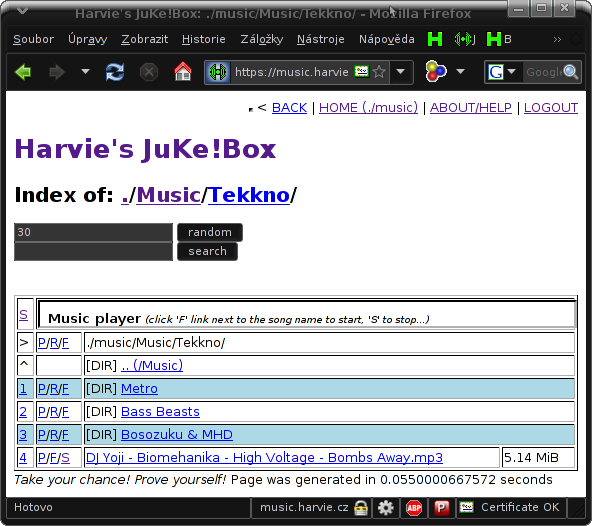 Harvie's JuKe!Box: ./music/Music/Tekkno/ - Mozilla Firefox
Soubor Úpravy Zobrazit Historie Záložky Nástroje Nápověda H J H B »
https://music.harvie G Google
< BACK | HOME (./music) | ABOUT/HELP | LOGOUT
Harvie's JuKe!Box
Index of: ./Music/Tekkno/
30 random
search
S Music player (click 'F' link next to the song name to start, 'S' to stop...)
> P/R/F ./music/Music/Tekkno/
^ [DIR] .. (/Music)
1 P/R/F [DIR] Metro
2 P/R/F [DIR] Bass Beasts
3 P/R/F [DIR] Bosozuku & MHD
4 P/F/S DJ Yoji - Biomehanika - High Voltage - Bombs Away.mp3 5.14 MiB
Take your chance! Prove yourself! Page was generated in 0.0550000667572 seconds
Hotovo music.harvie.cz ABP P Certificate OK